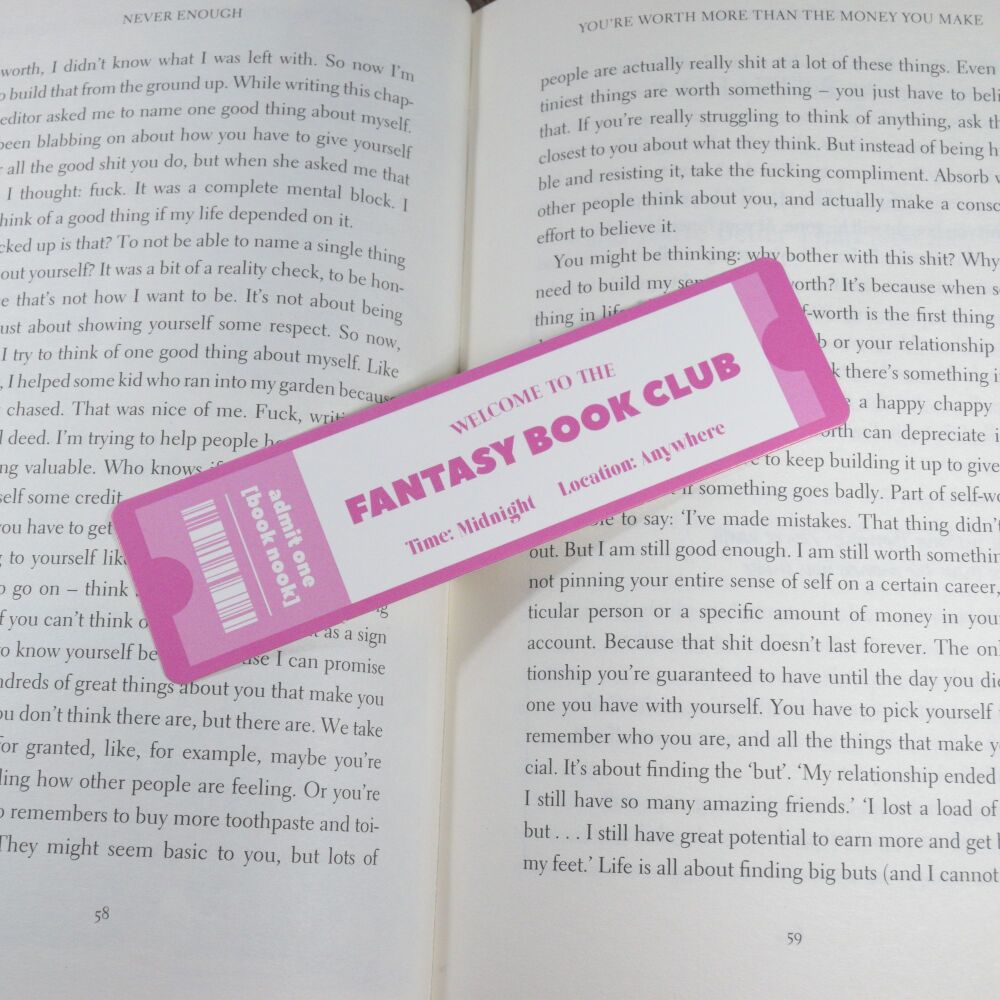 NEVER ENOUGH
worth, I didn't know what I was left with. So now I'm
build that from the ground up. While writing this chap-
editor asked me to name one good thing about myself.
been blabbing on about how you have to give yourself
all the good shit you do, but when she asked me that
I thought: fuck. It was a complete mental block. I
think of a good thing if my life depended on it.
cked up is that? To not be able to name a single thing
out yourself? It was a bit of a reality check, to be hon-
that's not how I want to be. It's not about being
just about showing yourself some respect. So now,
I try to think of one good thing about myself. Like
I helped some kid who ran into my garden because
chased. That was nice of me. Fuck,
deed. I'm trying to help people
ng valuable. Who knows
self some credit
you have to get
to yourself
go on – think
if you can't think
as a sign
to know yourself
I can promise
ndreds of great things about you that make you
you don't think there are, but there are. We take
for granted, like, for example, maybe you're
ling how other people are feeling. Or you're
remembers to buy more toothpaste and toi-
They might seem basic to you, but lots of
58
YOU'RE WORTH MORE THAN THE MONEY YOU MAKE
people are actually really shit at a lot of these things. Even
tiniest things are worth something – you just have to beli
that. If you're really struggling to think of anything, ask th
closest to you about what they think. But instead of being h
ble and resisting it, take the fucking compliment. Absorb
other people think about you, and actually make a consc
effort to believe it.
You might be thinking: why bother with this shit? Why
need to build my worth? It's because when
thing in f-worth is the first thing
or your relationship
there's something
a happy chappy
can depreciate
to keep building it up to give
if something goes badly. Part of self-wo
to say: 'I've made mistakes. That thing didn't
out. But I am still good enough. I am still worth somethin
not pinning your entire sense of self on a certain career,
ticular person or a specific amount of money in you
account. Because that shit doesn't last forever. The onl
tionship you're guaranteed to have until the day you die
one you have with yourself. You have to pick yourself
remember who you are, and all the things that make y
cial. It's about finding the 'but'. 'My relationship ended
I still have so many amazing friends.' 'I lost a load of
but . . . I still have great potential to earn more and get
my feet.' Life is all about finding big buts (and I cannot
59
WELCOME TO THE
FANTASY BOOK CLUB
Time: Midnight Location: Anywhere
admit one
[book nook]